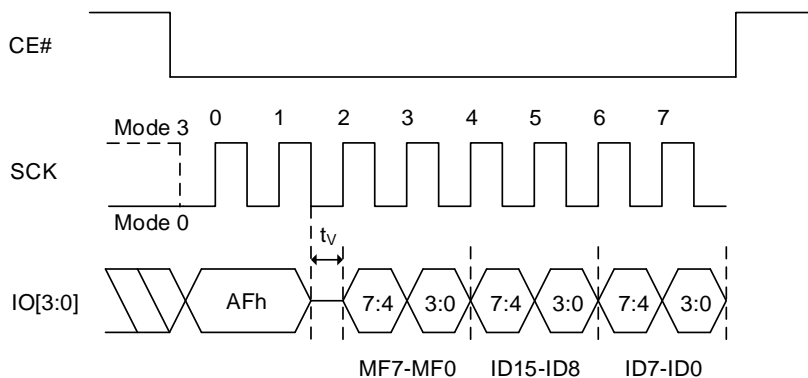 CE#
0 1 2 3 4 5 6 7
Mode 3
SCK
Mode 0
tV
IO[3:0] AFh 7:4 3:0 7:4 3:0 7:4 3:0
MF7-MF0 ID15-ID8 ID7-ID0